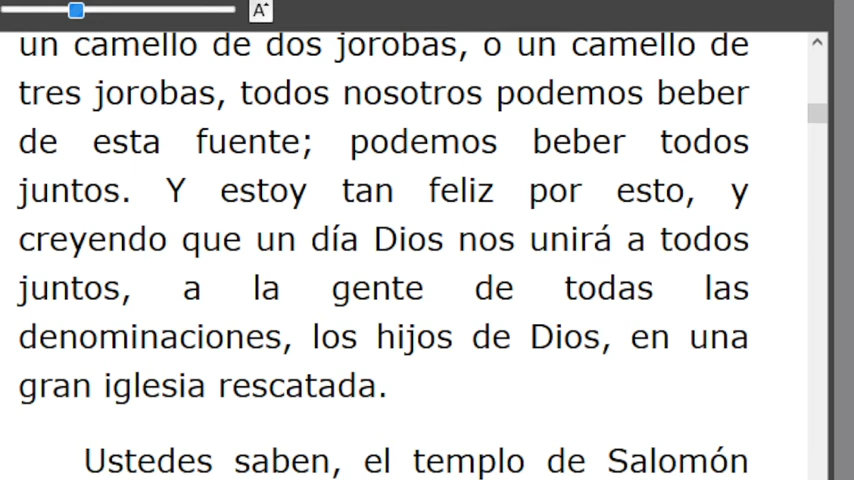 A
un camello de dos jorobas, o un camello de
tres jorobas, todos nosotros podemos beber
de esta fuente; podemos beber todos
juntos. Y estoy tan feliz por esto, y
creyendo que un día Dios nos unirá a todos
juntos, a la gente de todas las
denominaciones, los hijos de Dios, en una
gran iglesia rescatada.
Ustedes saben, el templo de Salomón